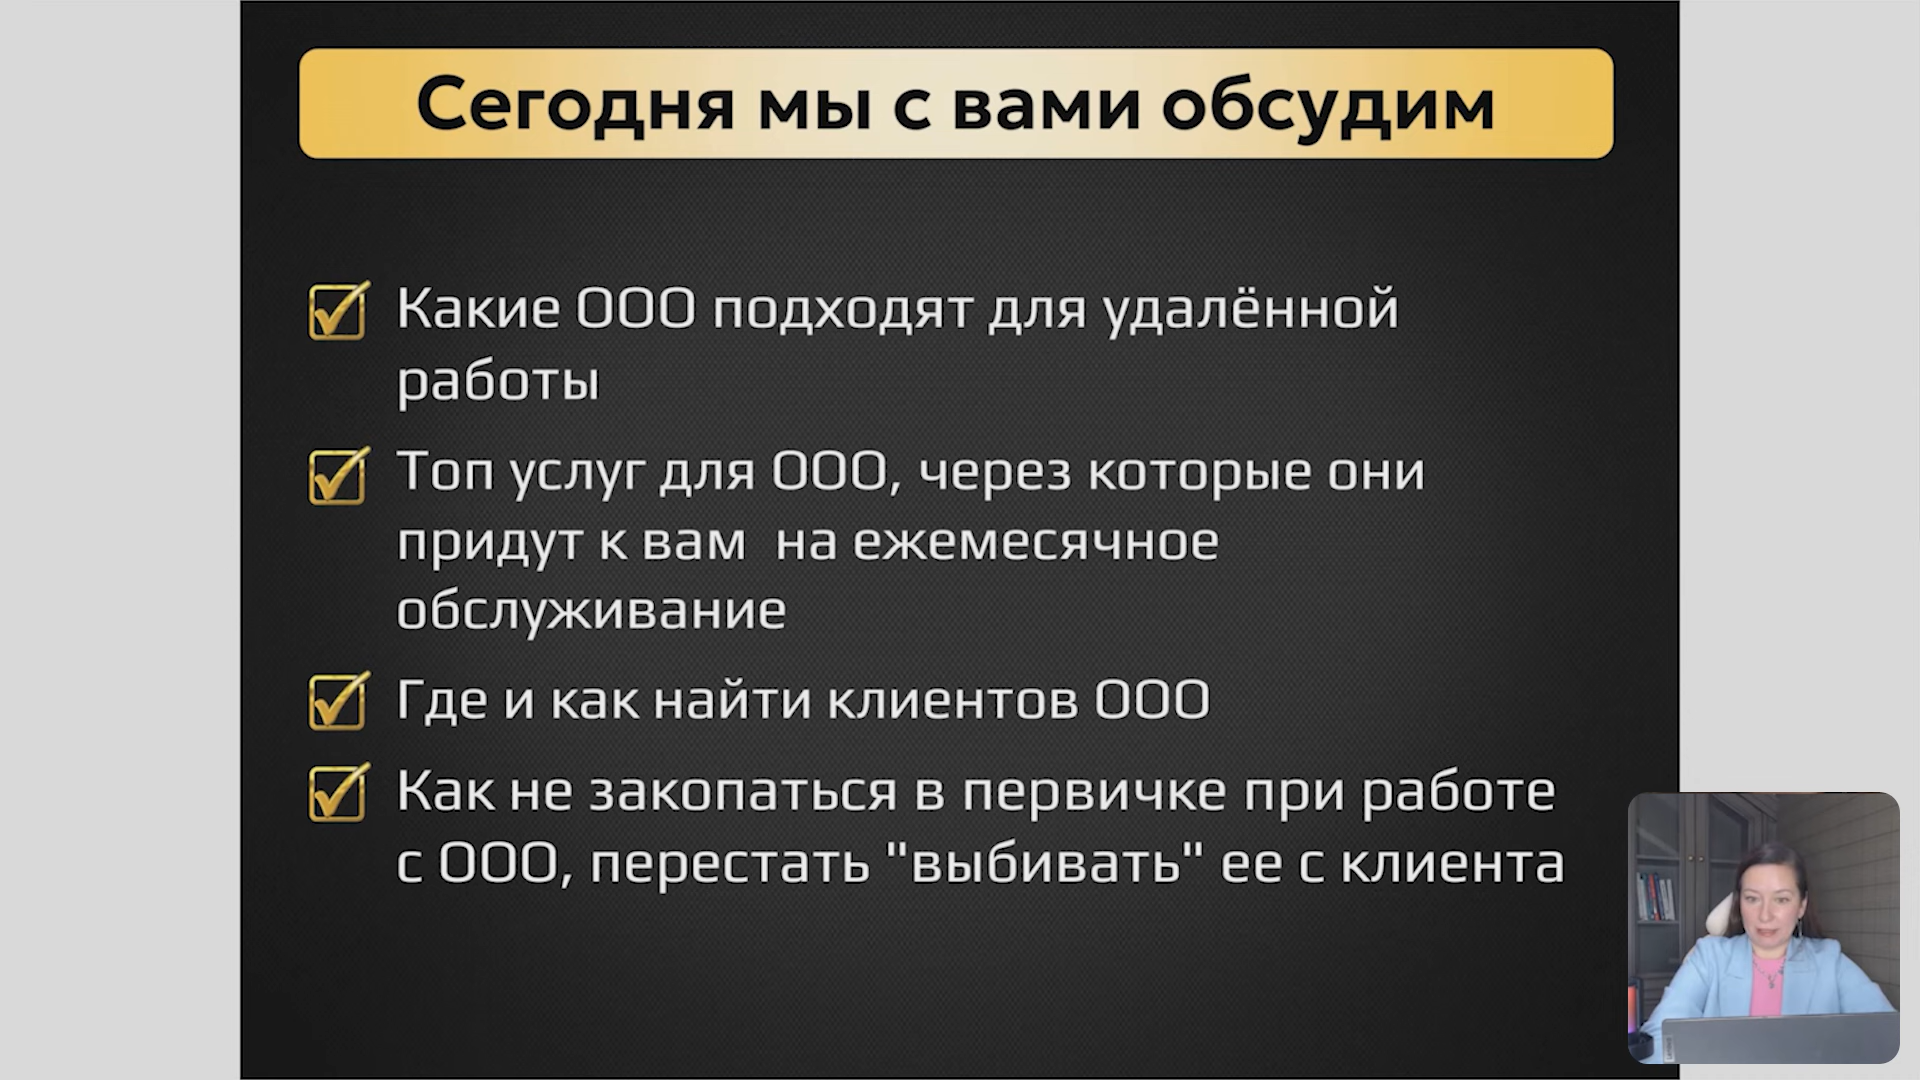 Сегодня мы с вами обсудим
Какие ООО подходят для удалённой
работы
Топ услуг для ООО, через которые они
придут к вам  на ежемесячное
обслуживание
Где и как найти клиентов ООО
Как не закопаться в первичке при работе
с ООО, перестать "выбивать" ее с клиента